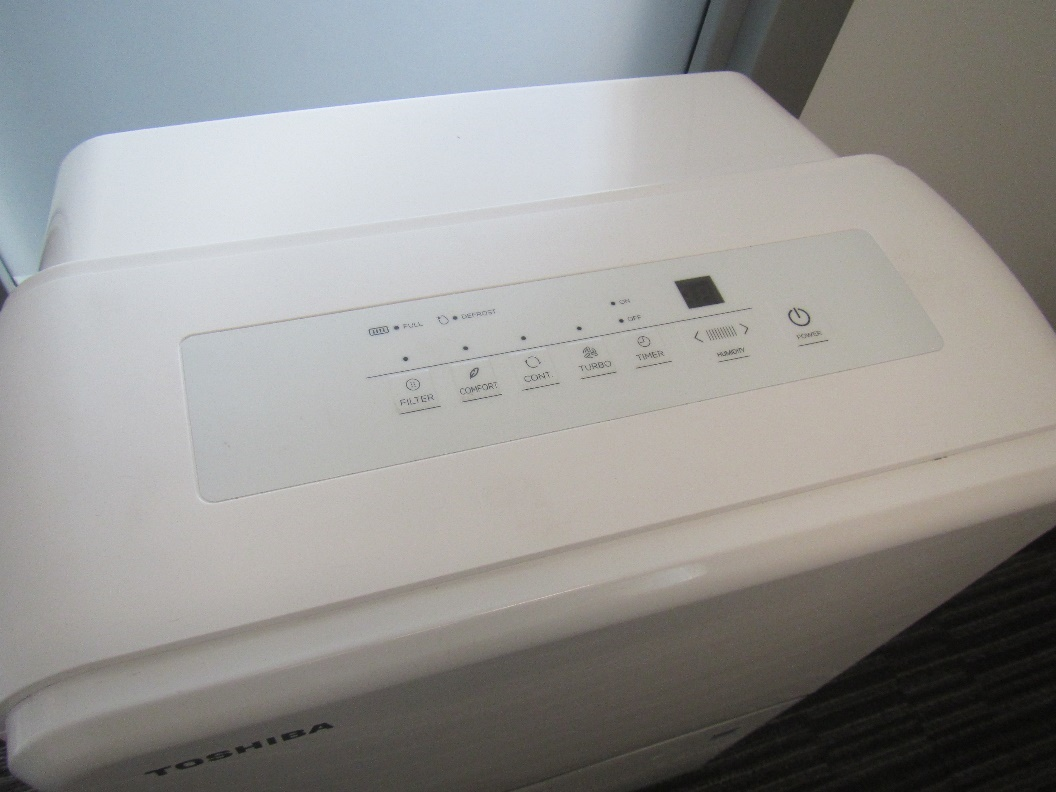 FULL DEFROST
ON
OFF
FILTER COMFORT CONT. TURBO TIMER HUMIDITY POWER
TOSHIBA